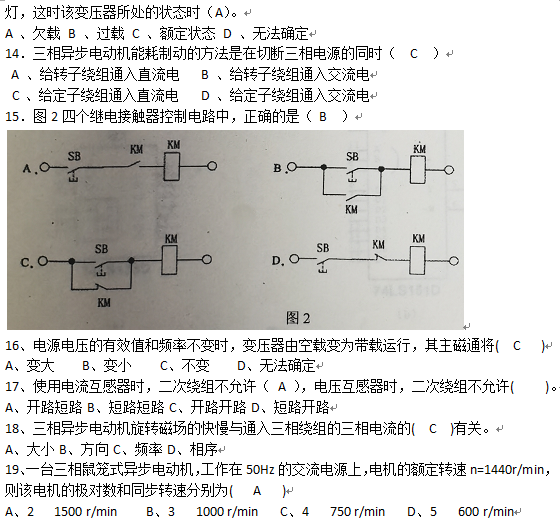 灯，这时该变压器所处的状态时（A）。
A 、欠载 B 、过载 C 、额定状态 D 、无法确定
14．三相异步电动机能耗制动的方法是在切断三相电源的同时（ C ）
A 、给转子绕组通入直流电 B 、给转子绕组通入交流电
C 、给定子绕组通入直流电 D 、给定子绕组通入交流电
15．图 2 四个继电接触器控制电路中，正确的是（ B ）
A. SB KM KM
B. SB KM
KM
C. SB KM
KM
D. SB KM KM
图 2
16、电源电压的有效值和频率不变时，变压器由空载变为带载运行，其主磁通将( C )
A、变大 B、变小 C、不变 D、无法确定
17、使用电流互感器时，二次绕组不允许（ A ），电压互感器时，二次绕组不允许( )。
A、开路短路 B、短路短路 C、开路开路 D、短路开路
18、三相异步电动机旋转磁场的快慢与通入三相绕组的三相电流的( C )有关。
A、大小 B、方向 C、频率 D、相序
19、一台三相鼠笼式异步电动机，工作在 50Hz 的交流电源上，电机的额定转速 n=1440r/min，
则该电机的极对数和同步转速分别为( A )
A、2 1500 r/min B、3 1000 r/min C、4 750 r/min D、5 600 r/min